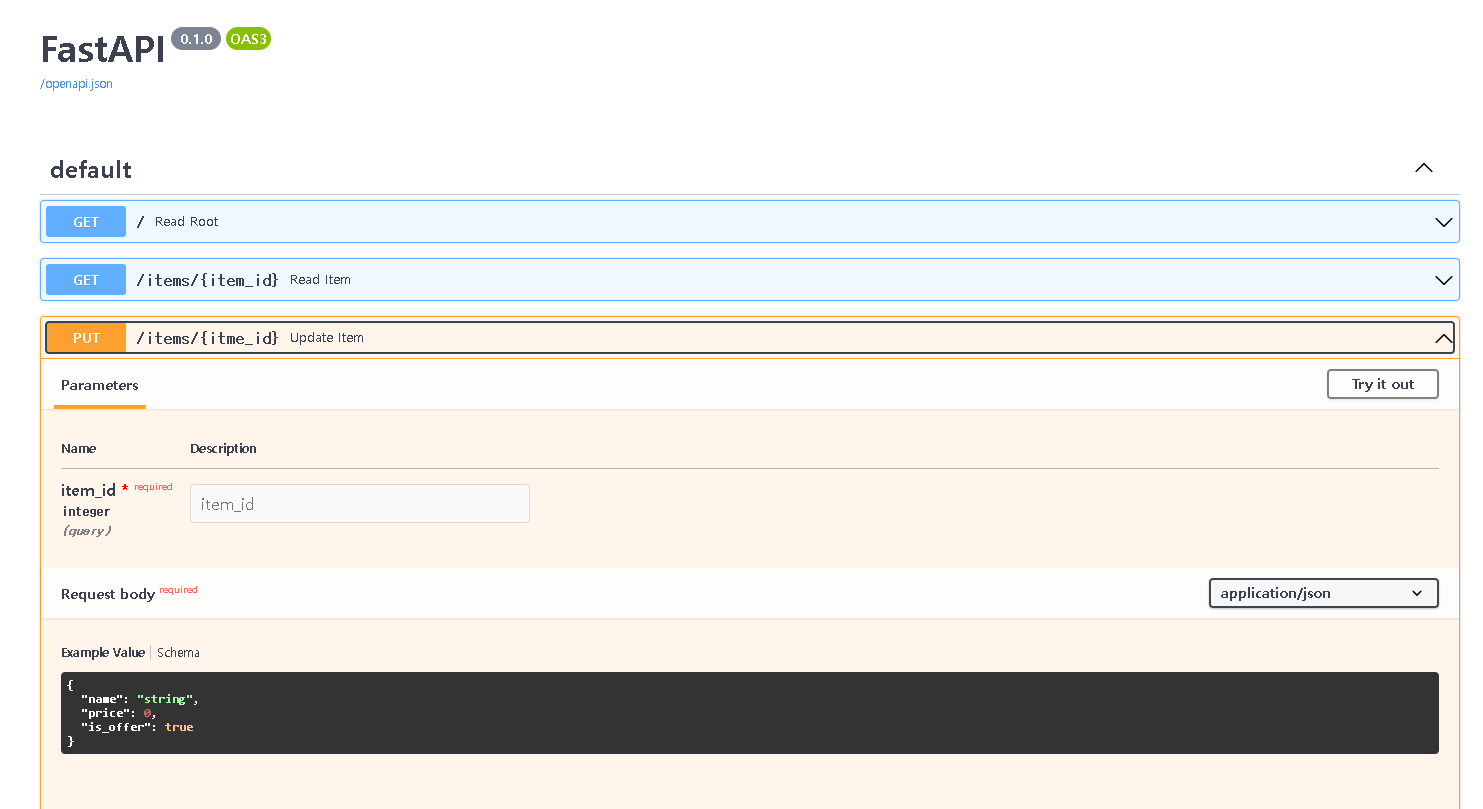 FastAPI 0.1.0 OAS3
/openapi.json
default
GET / Read Root
GET /items/{item_id} Read Item
PUT /items/{itme_id} Update Item
Parameters Try it out
Name Description
item_id * required item_id
integer
(query)
Request body required application/json
Example Value Schema
{
"name": "string",
"price": 0,
"is_offer": true
}